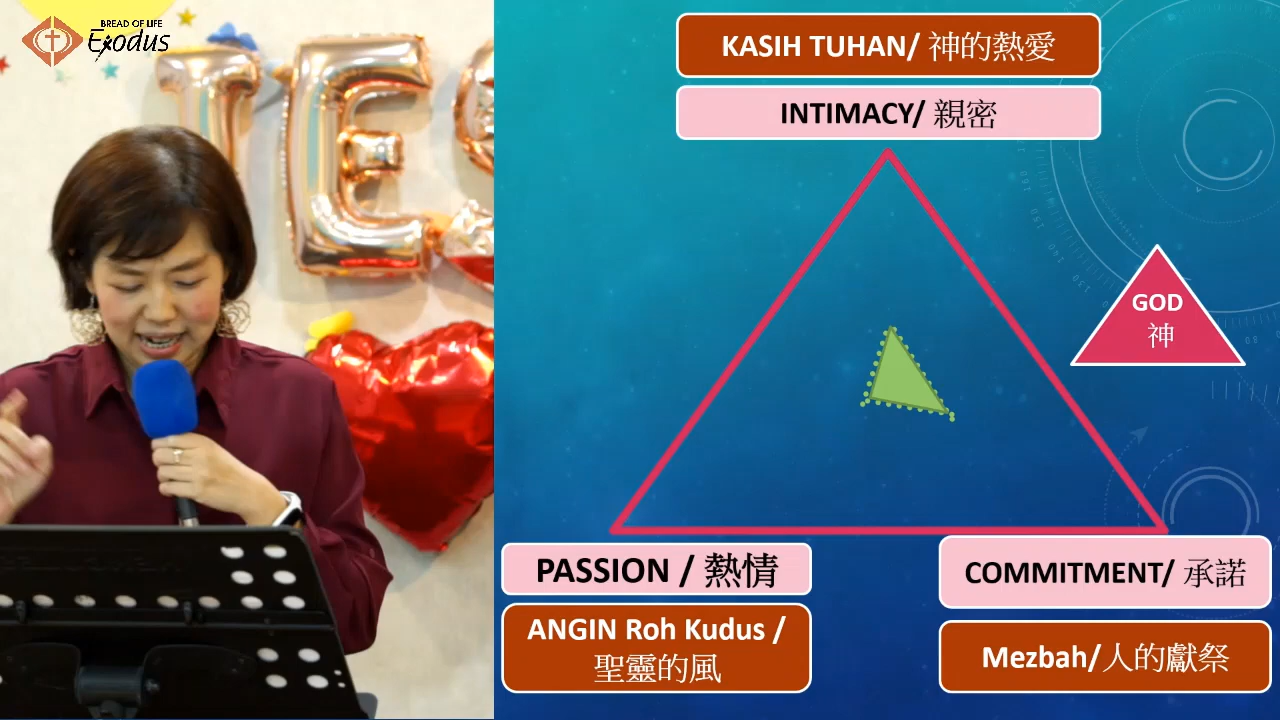 BREAD OF LIFE
Exodus
TES
KASIH TUHAN/ 神的熱愛
INTIMACY/ 親密
GOD
神
PASSION / 熱情
COMMITMENT/ 承諾
ANGIN Roh Kudus /
聖靈的風
Mezbah/人的獻祭